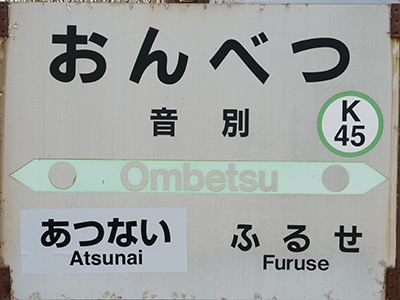 おんべつ
音別
K
45
Ombetsu
あつない
Atsunai
ふるせ
Furuse